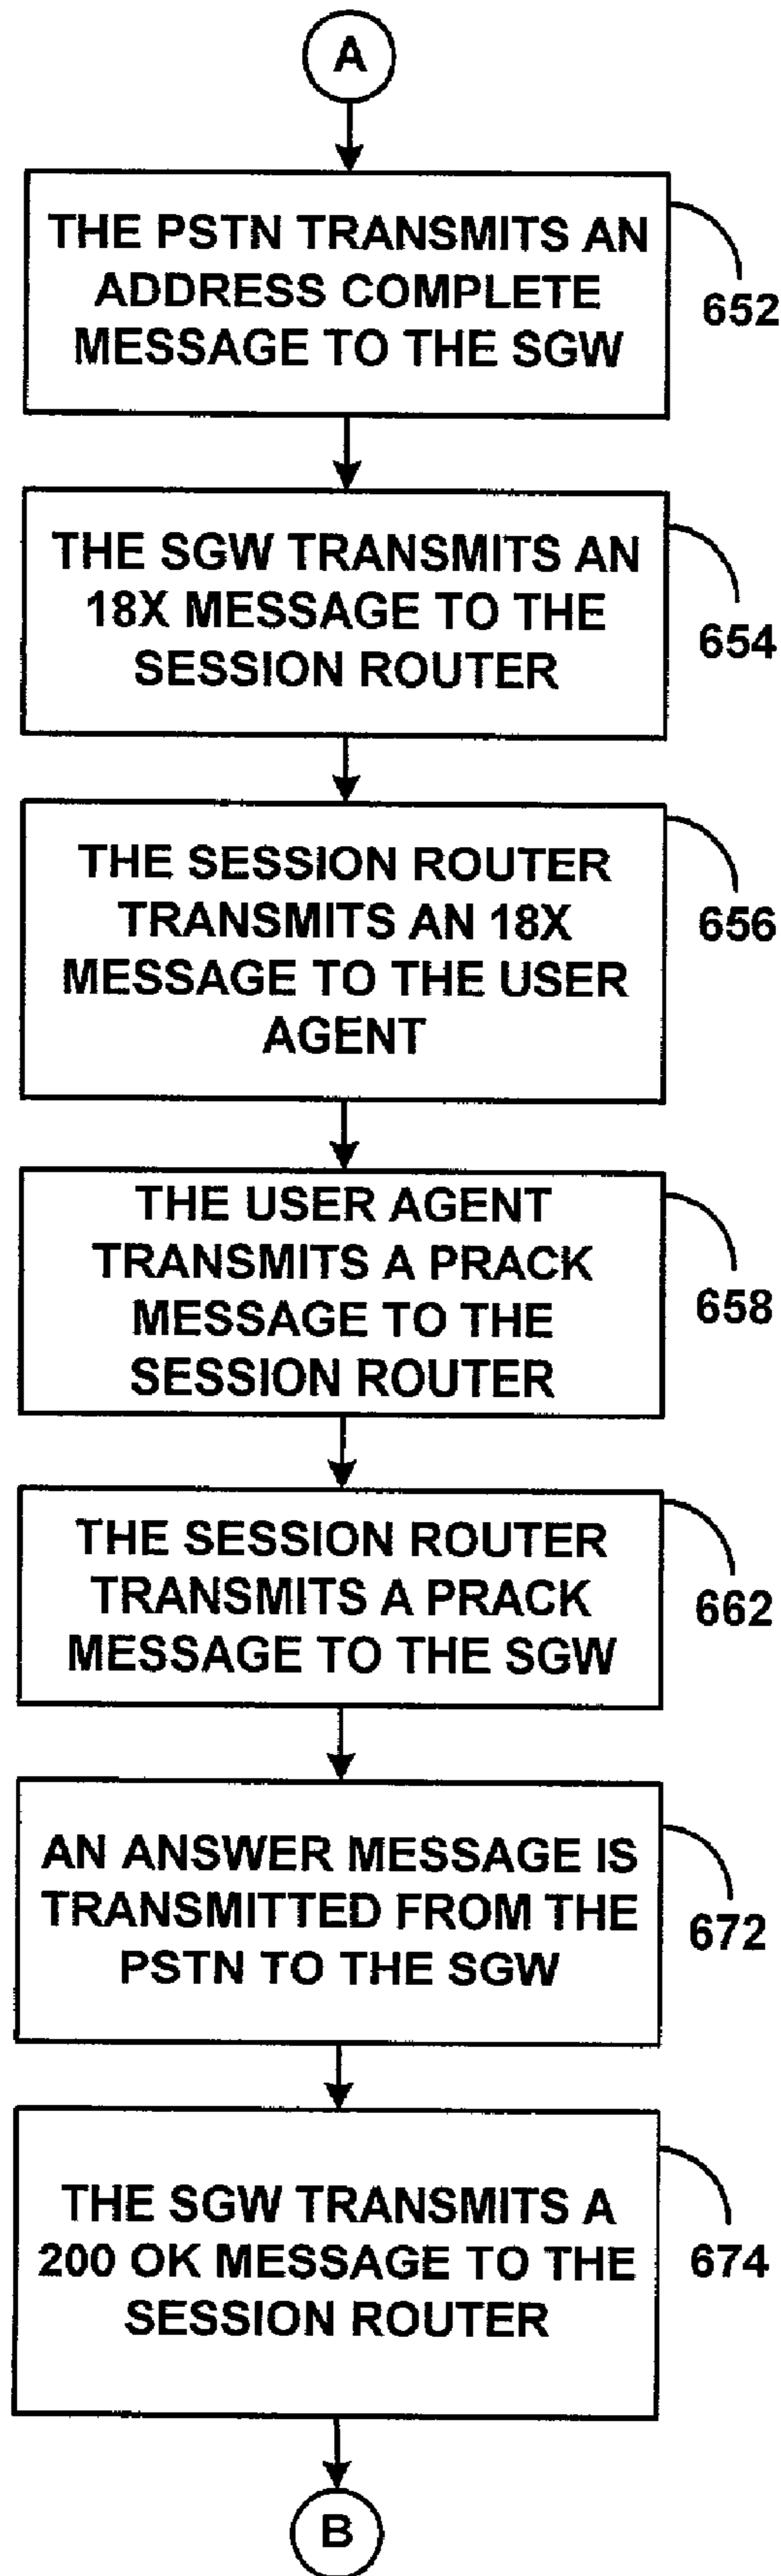 A
THE PSTN TRANSMITS AN
ADDRESS COMPLETE
MESSAGE TO THE SGW
652
THE SGW TRANSMITS AN
18X MESSAGE TO THE
SESSION ROUTER
654
THE SESSION ROUTER
TRANSMITS AN 18X
MESSAGE TO THE USER
AGENT
656
THE USER AGENT
TRANSMITS A PRACK
MESSAGE TO THE
SESSION ROUTER
658
THE SESSION ROUTER
TRANSMITS A PRACK
MESSAGE TO THE SGW
662
AN ANSWER MESSAGE IS
TRANSMITTED FROM THE
PSTN TO THE SGW
672
THE SGW TRANSMITS A
200 OK MESSAGE TO THE
SESSION ROUTER
674
B